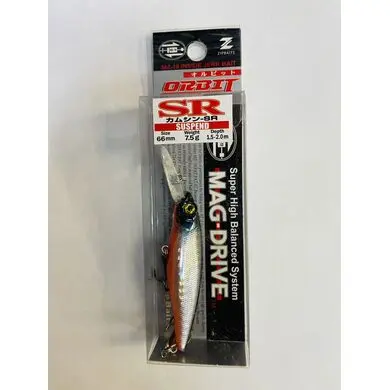 Z
ZIPBAITS
オルビット
ORBIT
SR
カムシン-SR
SUSPEND
Size Weight Depth
66mm 7.5g 1.5-2.0m
Super High Balanced System
MAG-DRIVE